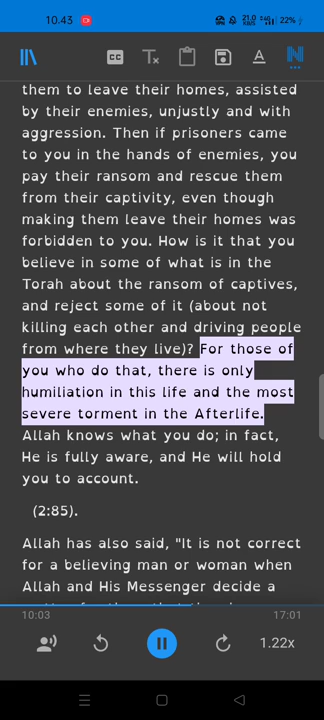 10.43 21.0 KB/s 22%
CC T A N
them to leave their homes, assisted
by their enemies, unjustly and with
aggression. Then if prisoners came
to you in the hands of enemies, you
pay their ransom and rescue them
from their captivity, even though
making them leave their homes was
forbidden to you. How is it that you
believe in some of what is in the
Torah about the ransom of captives,
and reject some of it (about not
killing each other and driving people
from where they live)? For those of
you who do that, there is only
humiliation in this life and the most
severe torment in the Afterlife.
Allah knows what you do; in fact,
He is fully aware, and He will hold
you to account.
(2:85).
Allah has also said, "It is not correct
for a believing man or woman when
Allah and His Messenger decide a
10:03 17:01
1.22x